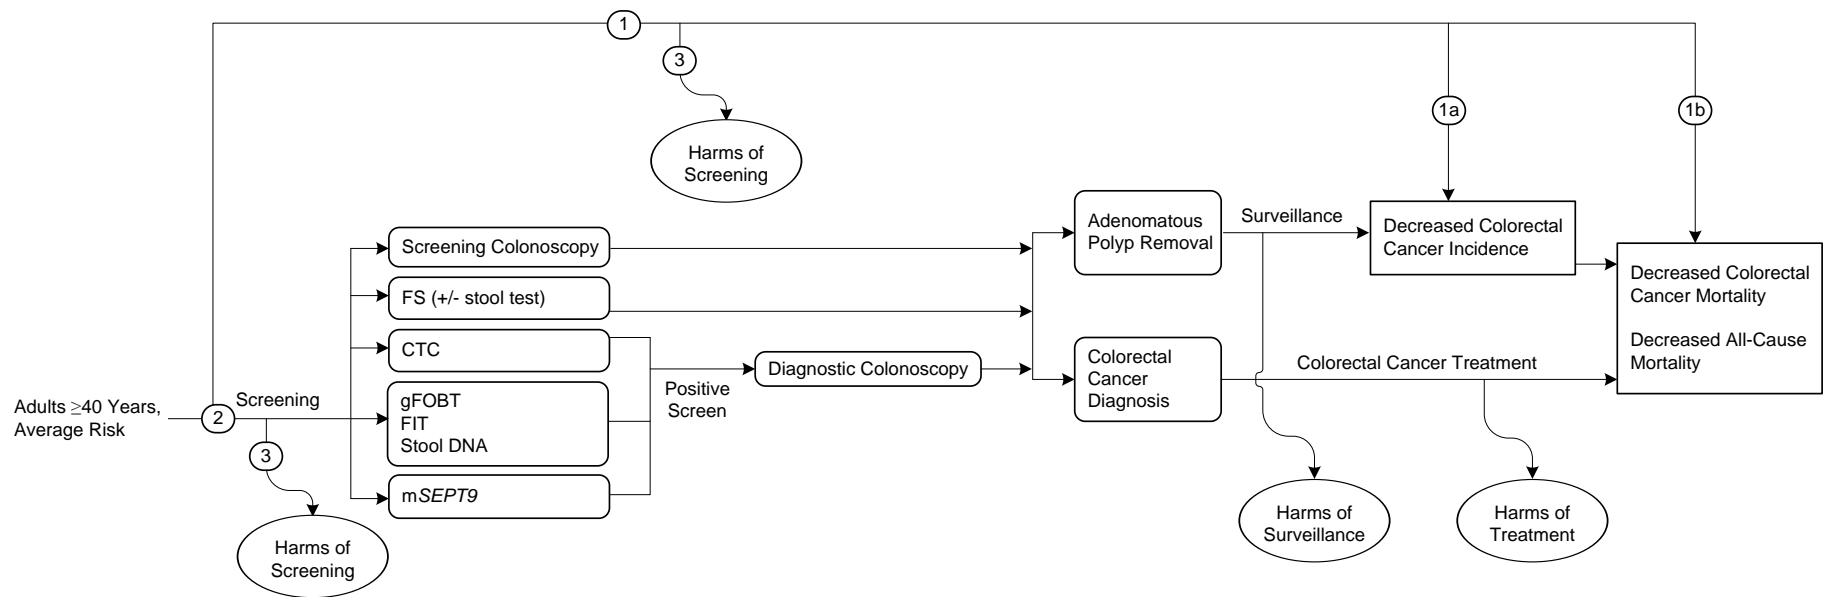 1
3
Harms of
Screening
1a
1b
Adenomatous
Polyp Removal
Surveillance
Decreased Colorectal
Cancer Incidence
Screening Colonoscopy
FS (+/- stool test)
CTC
gFOBT
FIT
Stool DNA
mSEPT9
Positive
Screen
Diagnostic Colonoscopy
Colorectal
Cancer
Diagnosis
Colorectal Cancer Treatment
Decreased Colorectal
Cancer Mortality
Decreased All-Cause
Mortality
Adults ≥40 Years,
Average Risk
2
Screening
3
Harms of
Screening
Harms of
Surveillance
Harms of
Treatment